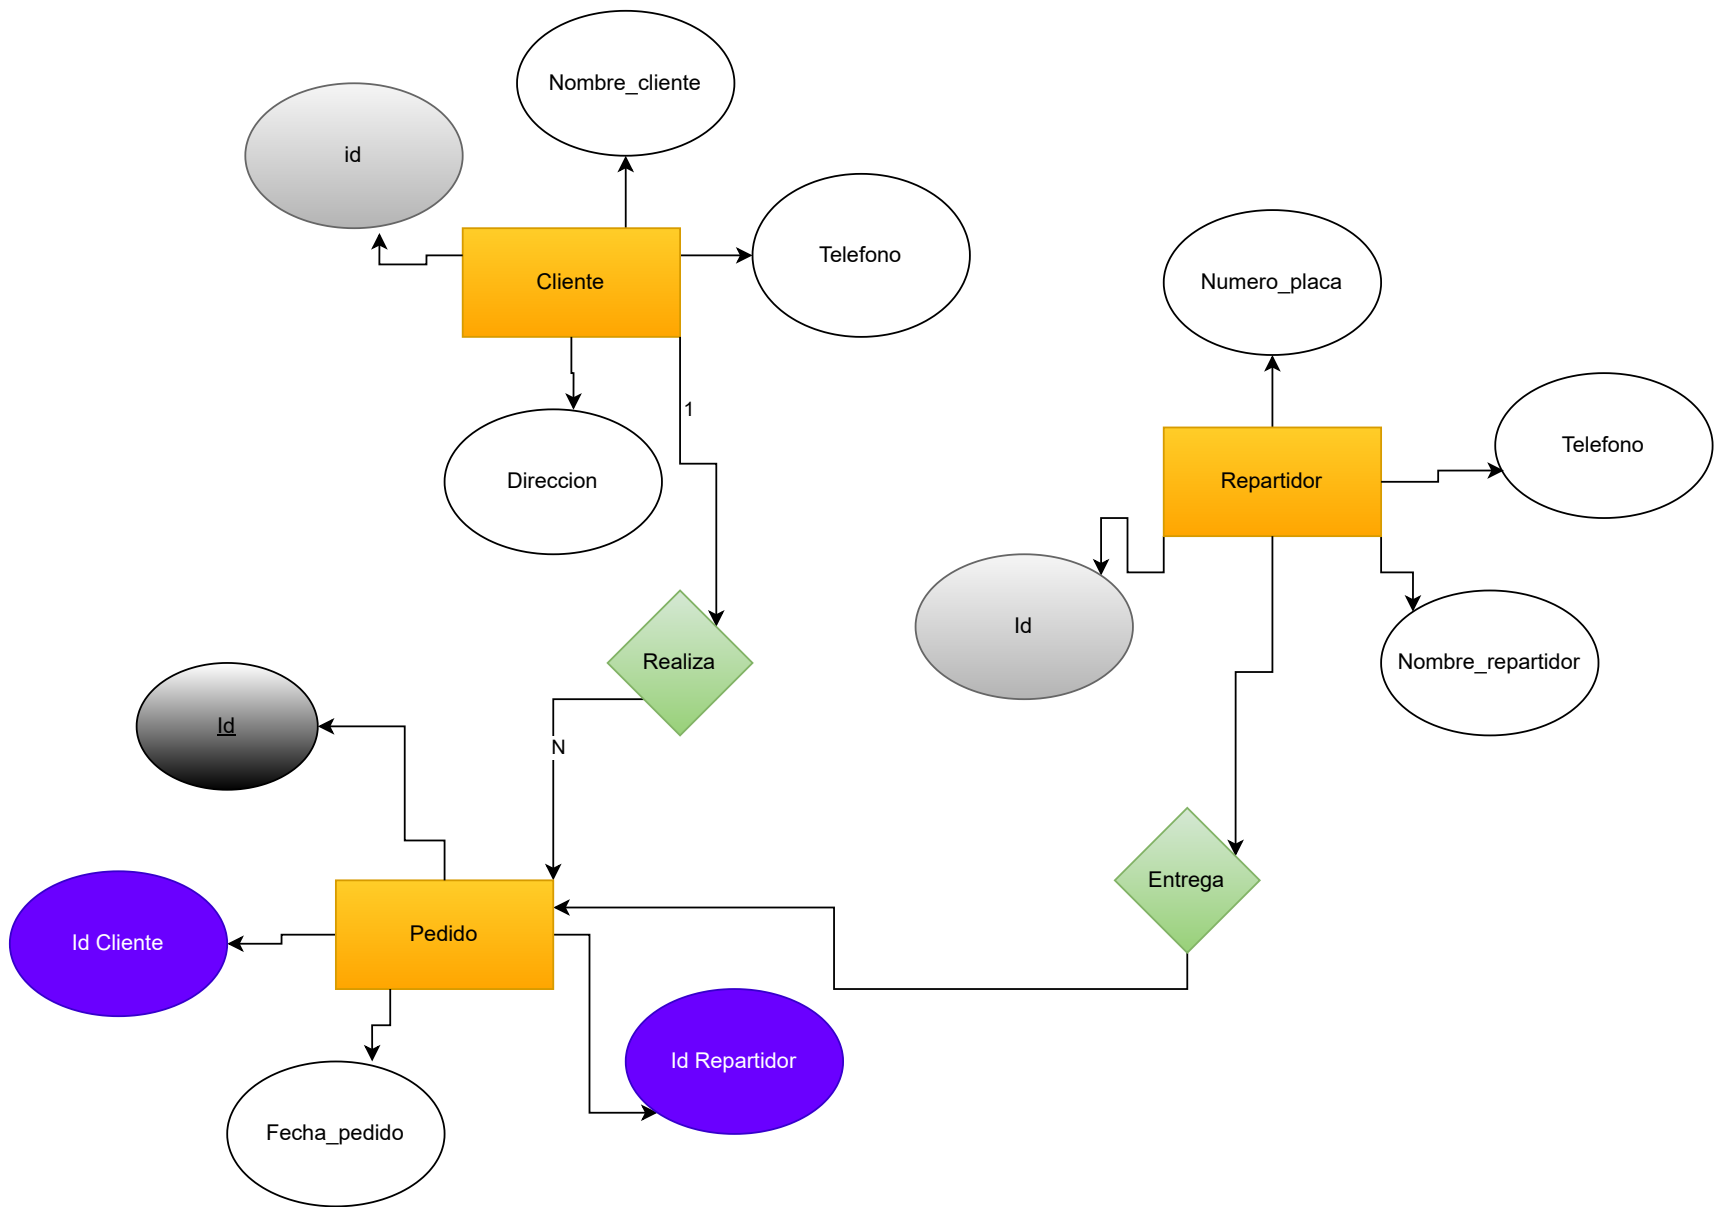 Nombre_cliente
id
Telefono
Cliente
Numero_placa
1
Telefono
Direccion
Repartidor
Id
Realiza
Nombre_repartidor
Id
N
Entrega
Id Cliente
Pedido
Id Repartidor
Fecha_pedido